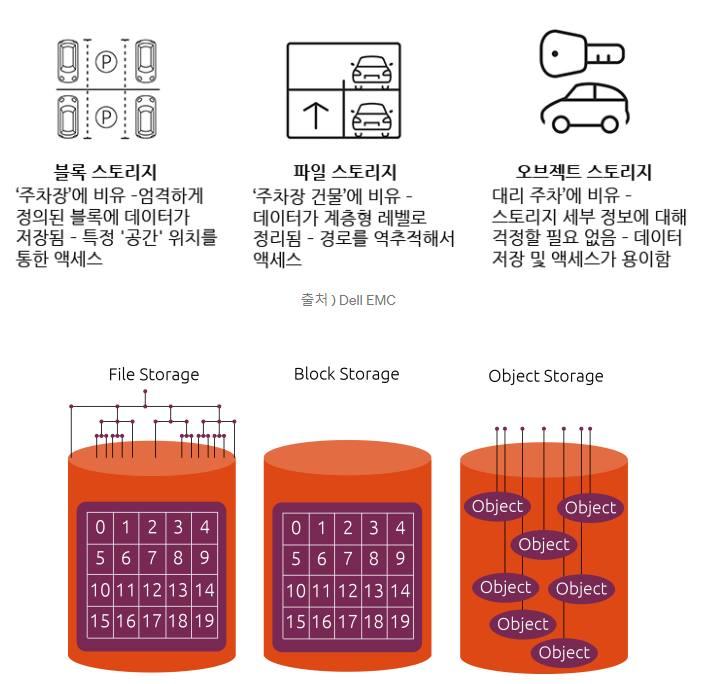 P
P
블록 스토리지
'주차장'에 비유 -엄격하게
정의된 블록에 데이터가
저장됨 - 특정 '공간' 위치를
통한 액세스
파일 스토리지
'주차장 건물'에 비유 -
데이터가 계층형 레벨로
정리됨 - 경로를 역추적해서
액세스
오브젝트 스토리지
대리 주차'에 비유 -
스토리지 세부 정보에 대해
걱정할 필요 없음 - 데이터
저장 및 액세스가 용이함
출처 ) Dell EMC
File Storage
0 1 2 3 4
5 6 7 8 9
10 11 12 13 14
15 16 17 18 19
Block Storage
0 1 2 3 4
5 6 7 8 9
10 11 12 13 14
15 16 17 18 19
Object Storage
Object
Object
Object
Object
Object
Object
Object